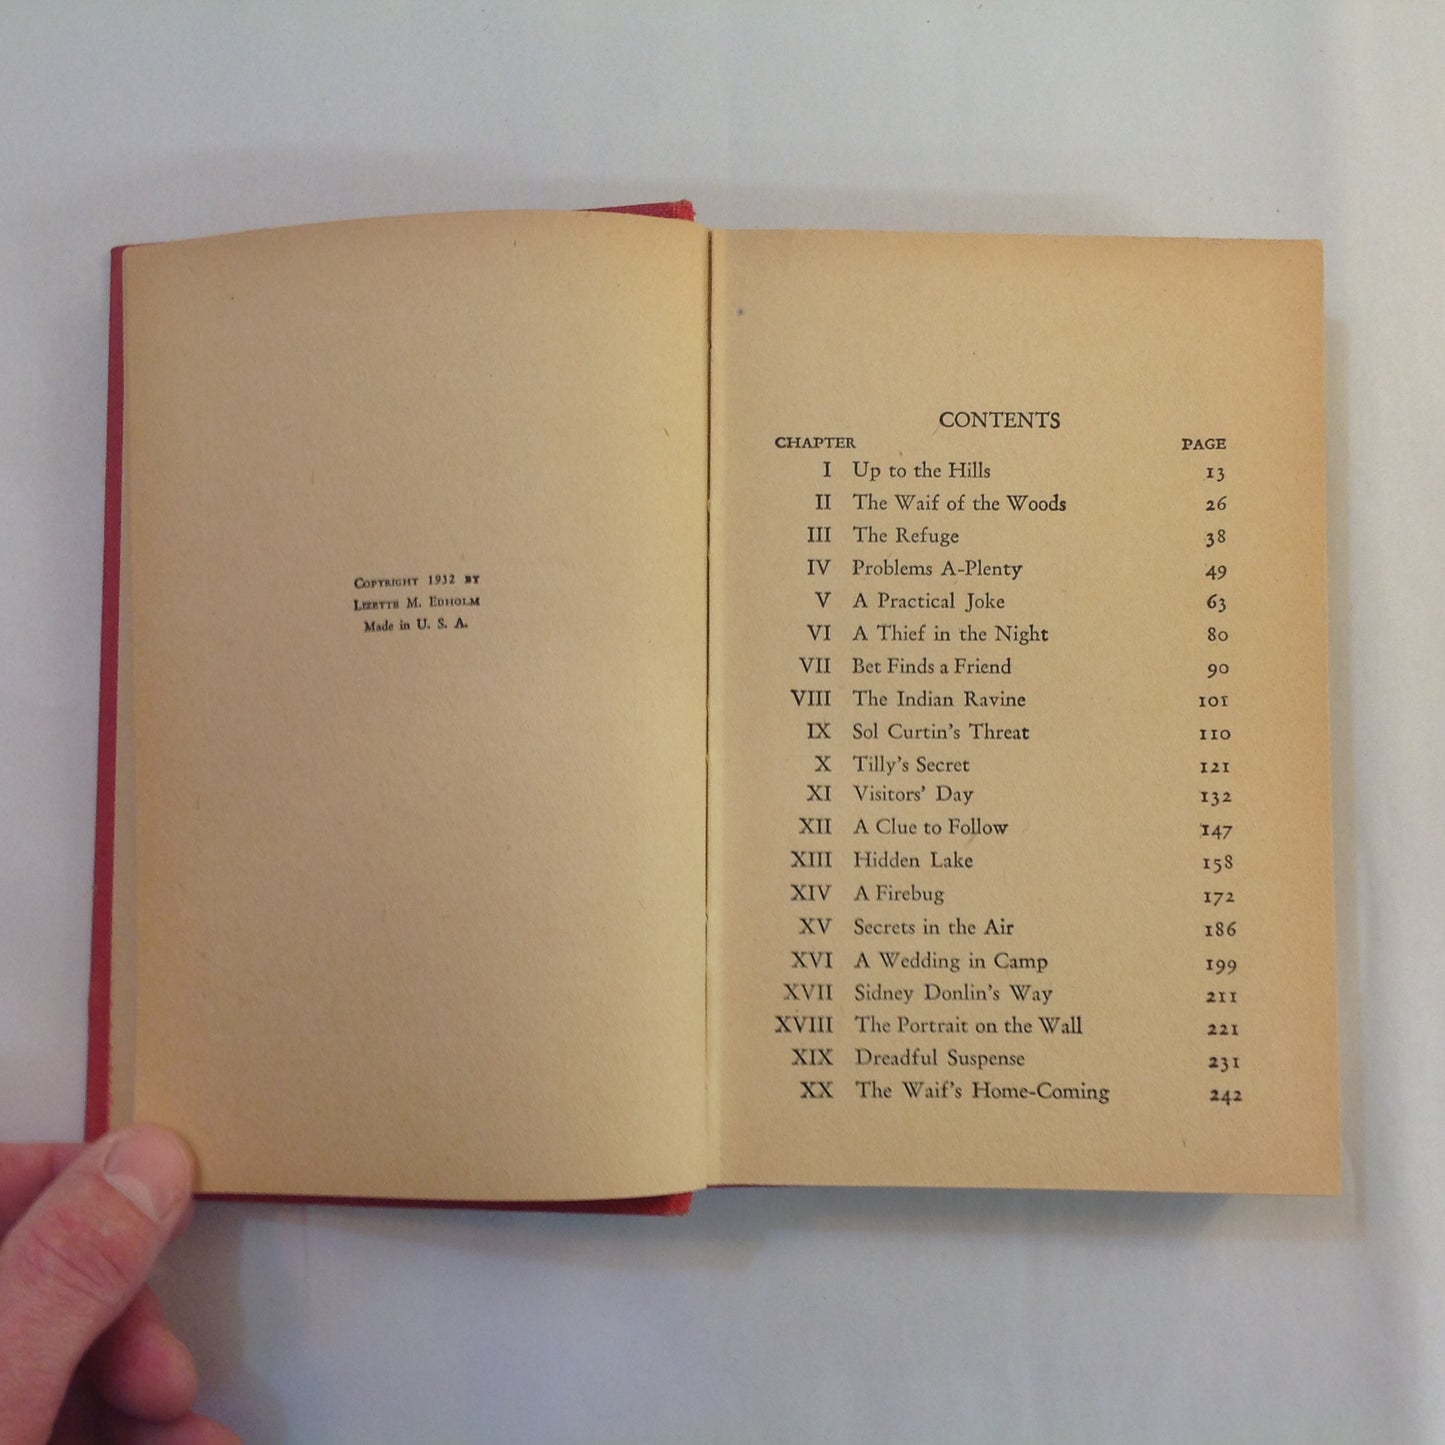 COPYRIGHT 1932 BY
LIZETTE M. EDHOLM
Made in U. S. A.
CONTENTS
CHAPTER PAGE
I Up to the Hills 13
II The Waif of the Woods 26
III The Refuge 38
IV Problems A-Plenty 49
V A Practical Joke 63
VI A Thief in the Night 80
VII Bet Finds a Friend 90
VIII The Indian Ravine 101
IX Sol Curtin's Threat 110
X Tilly's Secret 121
XI Visitors' Day 132
XII A Clue to Follow 147
XIII Hidden Lake 158
XIV A Firebug 172
XV Secrets in the Air 186
XVI A Wedding in Camp 199
XVII Sidney Donlin's Way 211
XVIII The Portrait on the Wall 221
XIX Dreadful Suspense 231
XX The Waif's Home-Coming 242